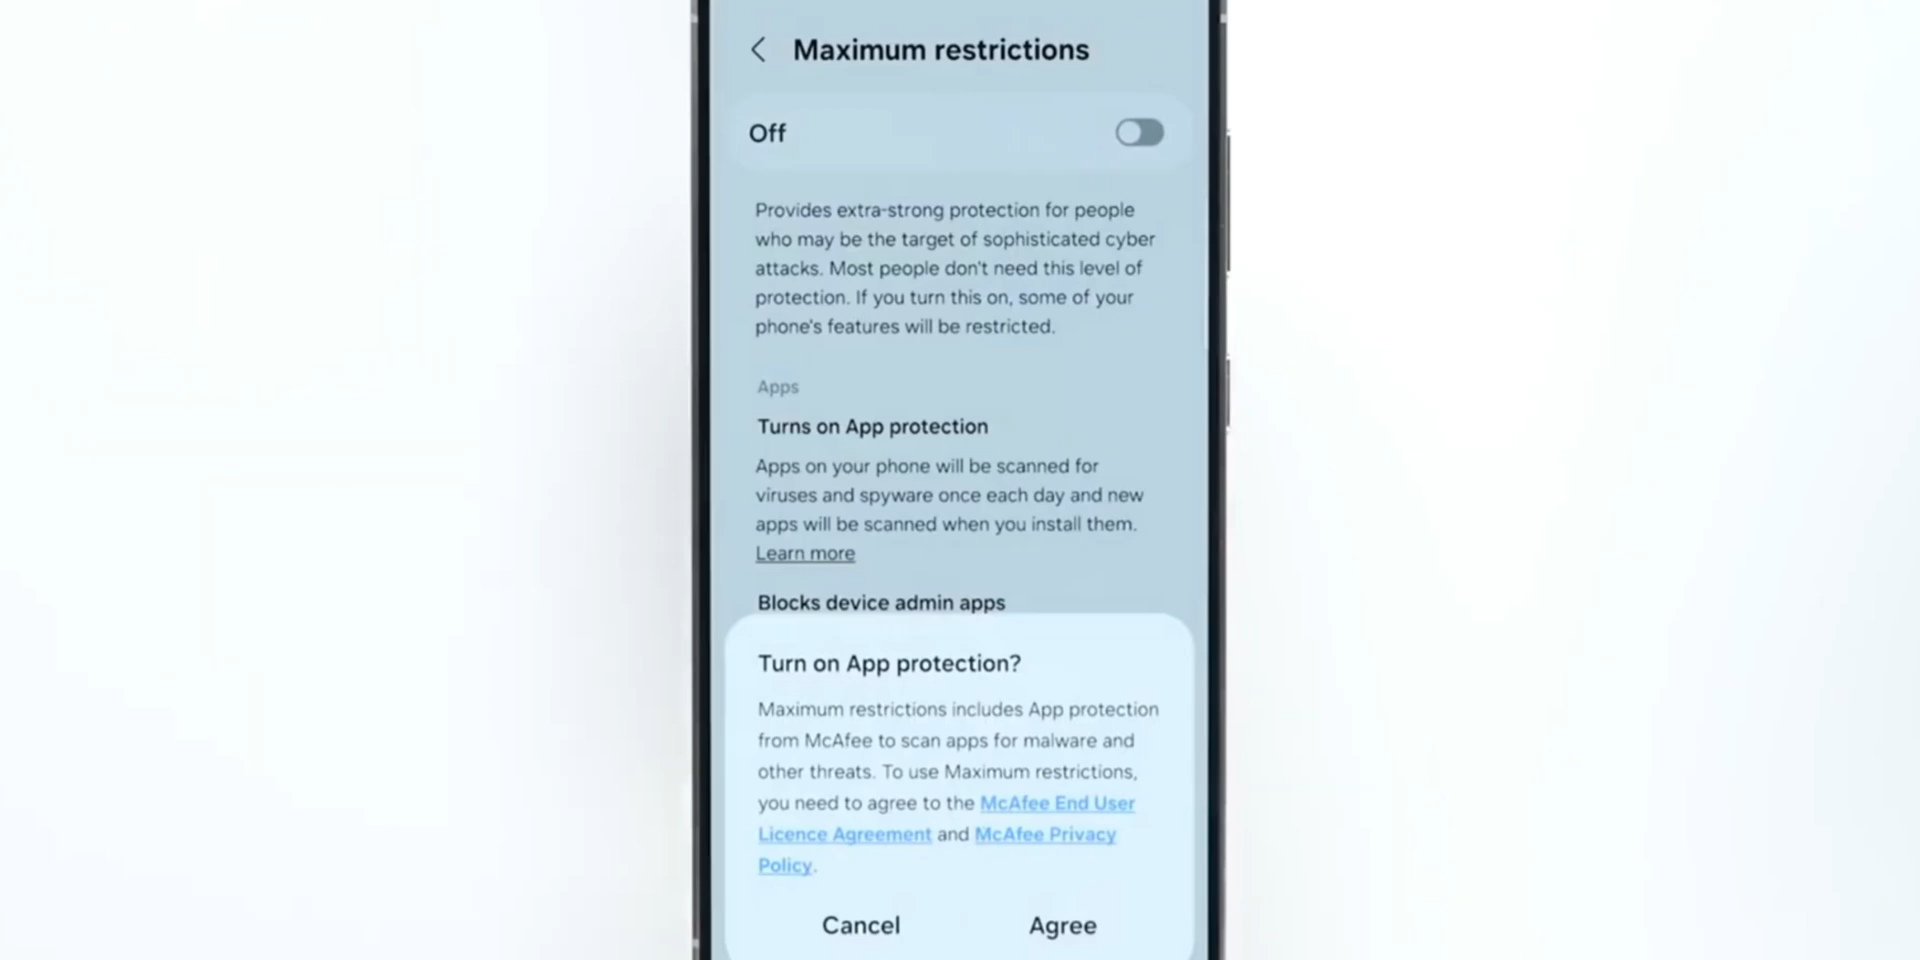 Maximum restrictions
Off
Provides extra-strong protection for people
who may be the target of sophisticated cyber
attacks. Most people don't need this level of
protection. If you turn this on, some of your
phone's features will be restricted.
Apps
Turns on App protection
Apps on your phone will be scanned for
viruses and spyware once each day and new
apps will be scanned when you install them.
Learn more
Blocks device admin apps
Turn on App protection?
Maximum restrictions includes App protection
from McAfee to scan apps for malware and
other threats. To use Maximum restrictions,
you need to agree to the McAfee End User
Licence Agreement and McAfee Privacy
Policy.
Cancel Agree